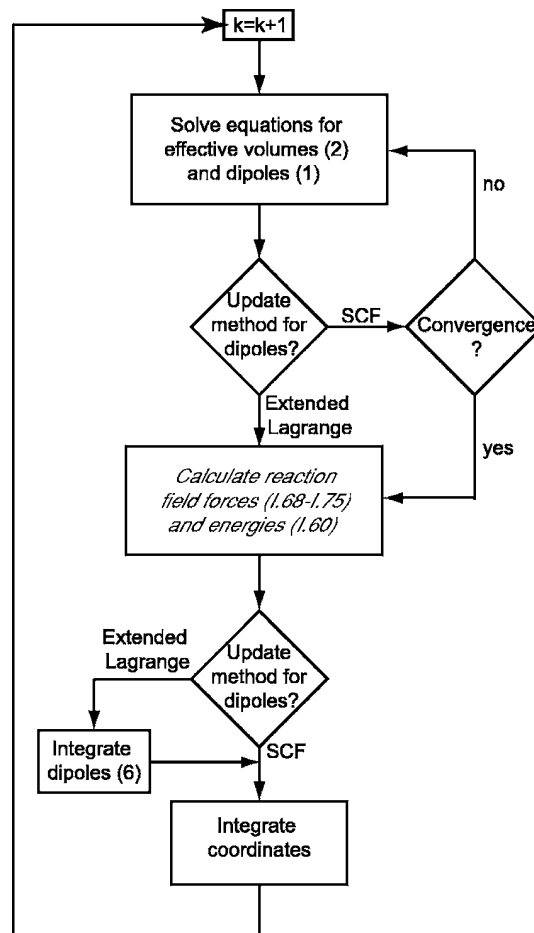 k=k+1
Solve equations for
effective volumes (2)
and dipoles (1)
no
Update
method for
dipoles?
SCF
Convergence
?
Extended
Lagrange
yes
Calculate reaction
field forces (I.68-I.75)
and energies (I.60)
Extended
Lagrange
Update
method for
dipoles?
Integrate
dipoles (6)
SCF
Integrate
coordinates